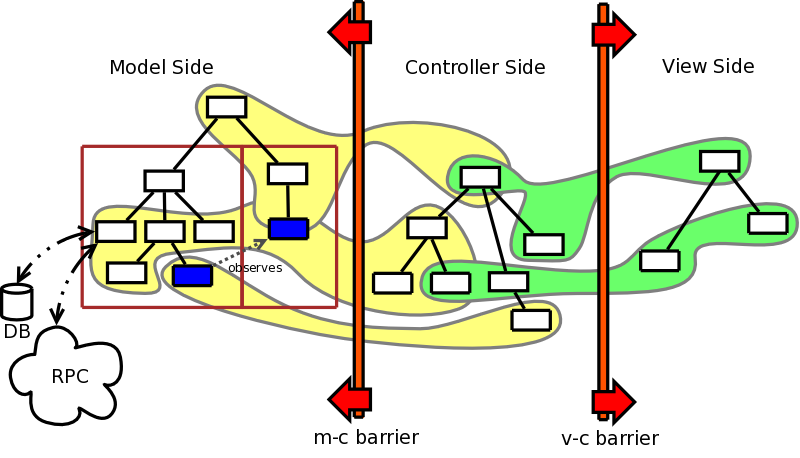 Model Side
Controller Side
View Side
observes
DB
RPC
m-c barrier
v-c barrier